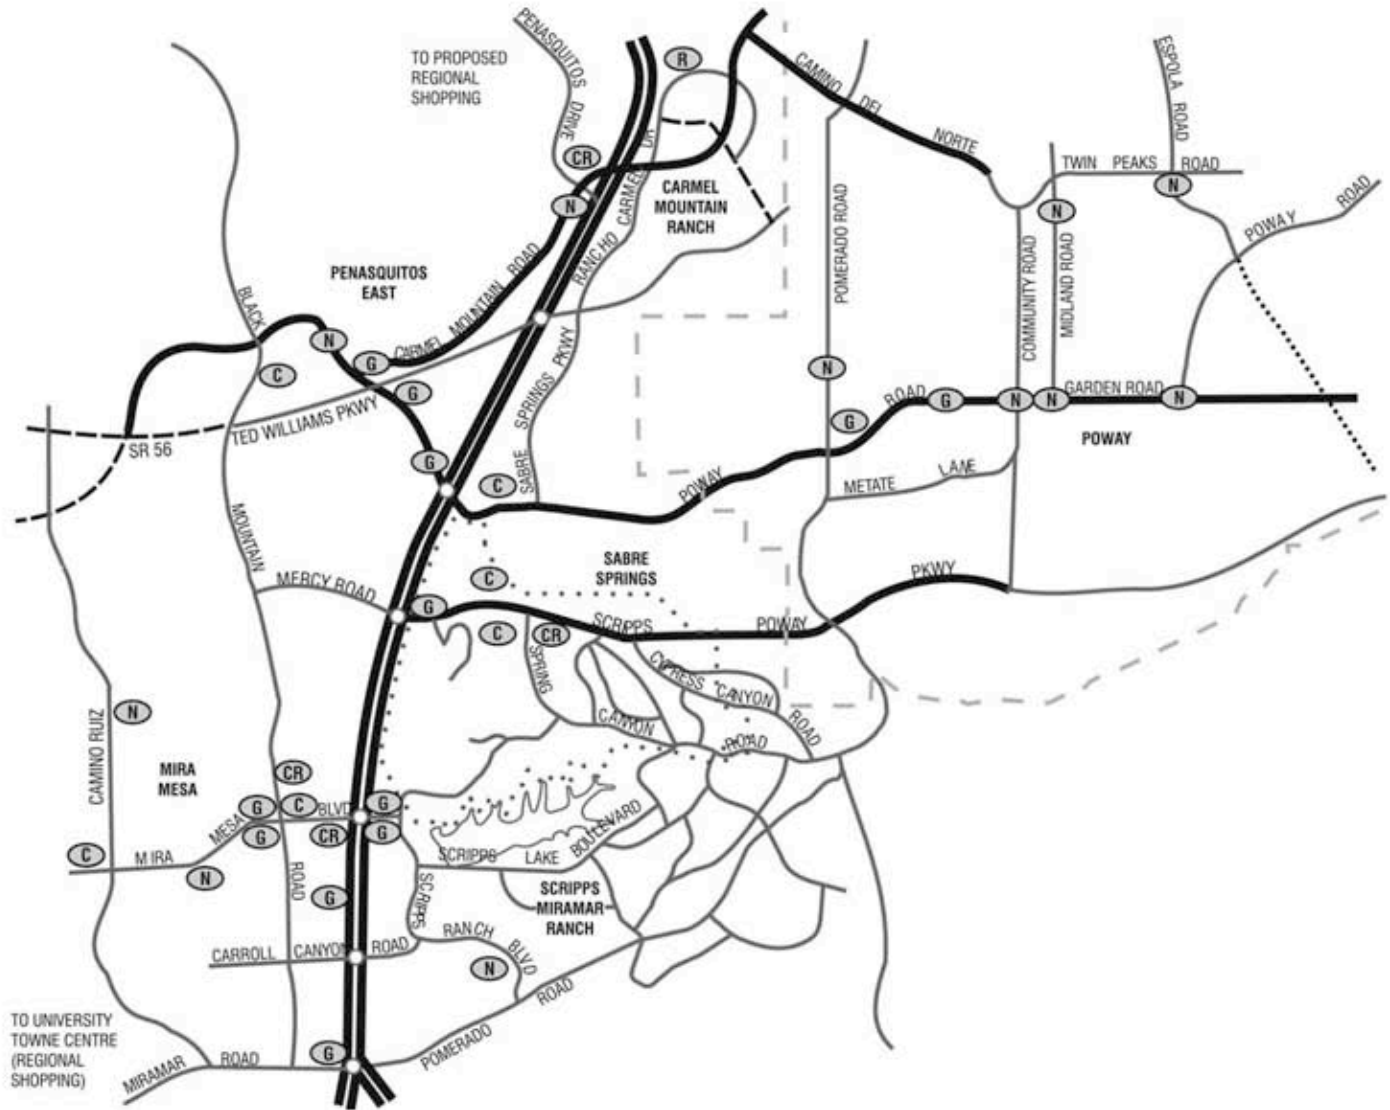 PENASQUITOS DRIVE
TO PROPOSED
REGIONAL
SHOPPING
R
CAMINO DEL NORTE
ESPOLA ROAD
CR
TWIN PEAKS ROAD
N
N
N
CARMEL
MOUNTAIN
RANCH
RANCHO CARMEL DR
POMERADO ROAD
COMMUNITY ROAD
MIDLAND ROAD
POWAY ROAD
PENASQUITOS
EAST
BLACK
MOUNTAIN
ROAD
N
G
CARMEL MOUNTAIN ROAD
C
G
TED WILLIAMS PKWY
SR 56
G
C
SABRE SPRINGS PKWY
N
G
POWAY ROAD
G
N
N
GARDEN ROAD
N
POWAY
METATE LANE
MERCY ROAD
C
SABRE
SPRINGS
G
C
CR
SCRIPPS POWAY PKWY
SPRING CANYON ROAD
CYPRESS CANYON ROAD
CAMINO RUIZ
N
MIRA
MESA
CR
G
C
G
G
CR
G
MIRA MESA BLVD
C
N
G
SCRIPPS LAKE BOULEVARD
SCRIPPS
MIRAMAR
RANCH
SCRIPPS RANCH BLVD
CARROLL CANYON ROAD
N
TO UNIVERSITY
TOWNE CENTRE
(REGIONAL
SHOPPING)
G
MIRAMAR ROAD
POMERADO ROAD